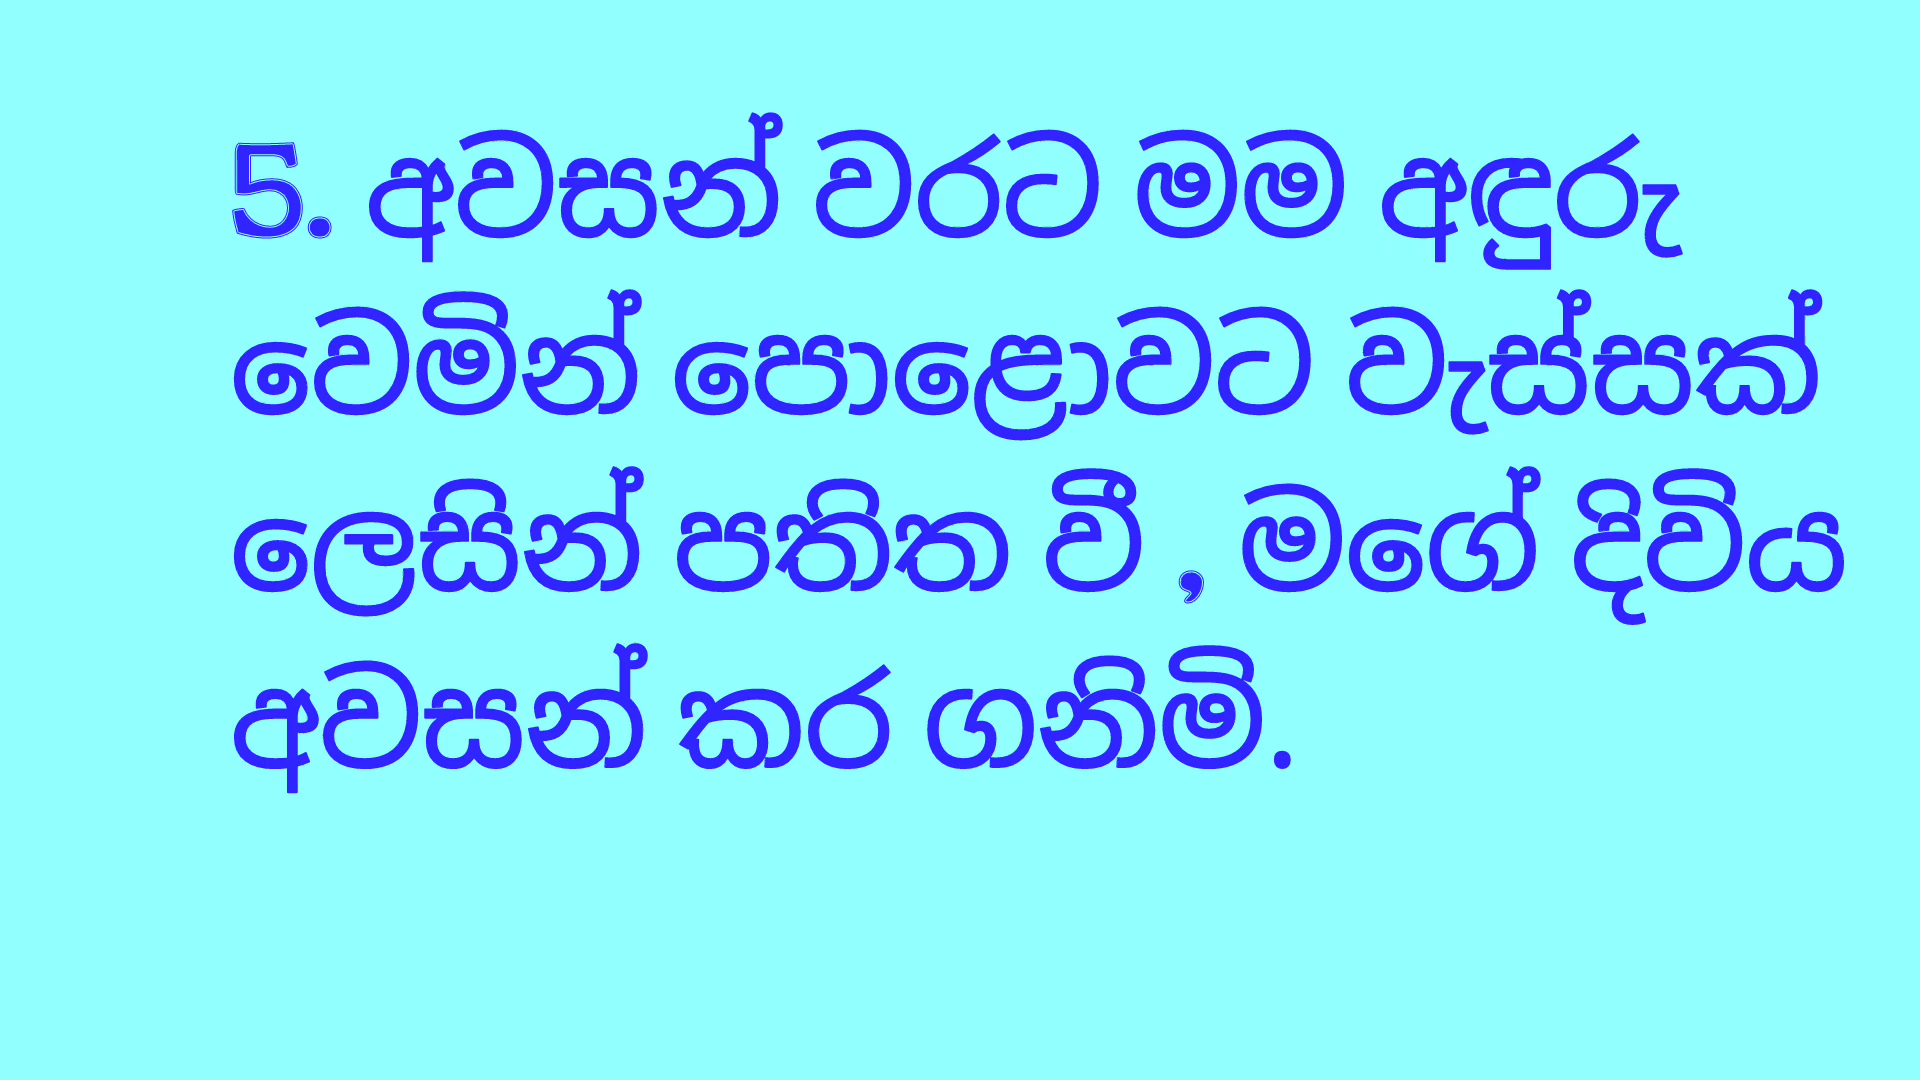 5. අවසන් වරට මම අඳුරු
වෙමින් පොළොවට වැස්සක්
ලෙසින් පතිත වී , මගේ දිවිය
අවසන් කර ගනිමි.